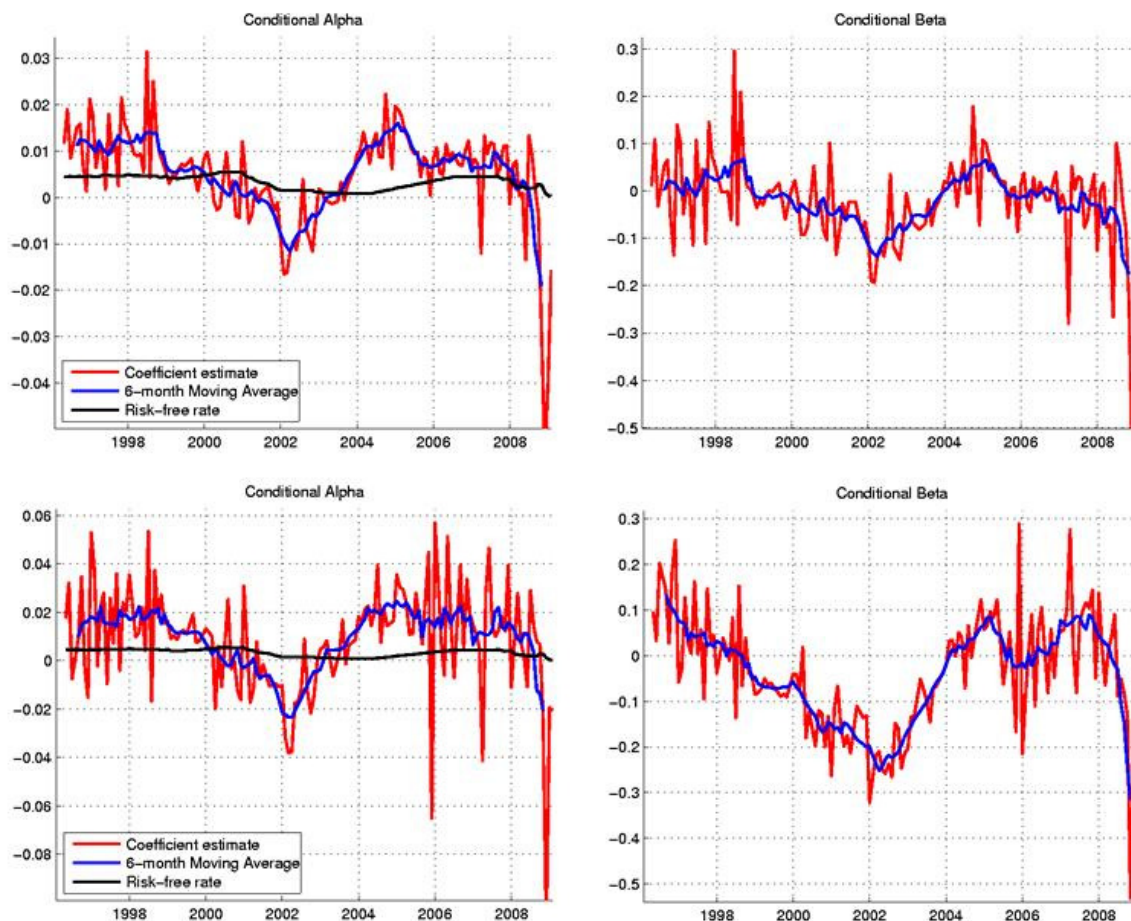 Conditional Alpha
0.03
0.02
0.01
0
−0.01
−0.02
−0.03
−0.04
Coefficient estimate
6−month Moving Average
Risk−free rate
1998 2000 2002 2004 2006 2008
Conditional Beta
0.3
0.2
0.1
0
−0.1
−0.2
−0.3
−0.4
−0.5
1998 2000 2002 2004 2006 2008
Conditional Alpha
0.06
0.04
0.02
0
−0.02
−0.04
−0.06
−0.08
Coefficient estimate
6−month Moving Average
Risk−free rate
1998 2000 2002 2004 2006 2008
Conditional Beta
0.3
0.2
0.1
0
−0.1
−0.2
−0.3
−0.4
−0.5
1998 2000 2002 2004 2006 2008